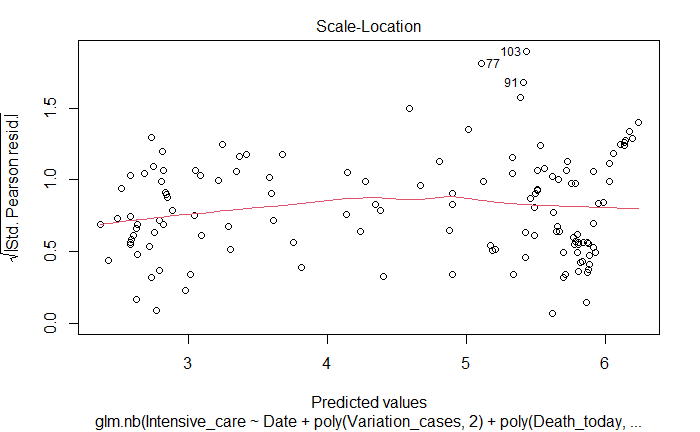 Scale-Location
√|Std. Pearson resid.|
0.0
0.5
1.0
1.5
103
77
91
3
4
5
6
Predicted values
glm.nb(Intensive_care ~ Date + poly(Variation_cases, 2) + poly(Death_today, ...